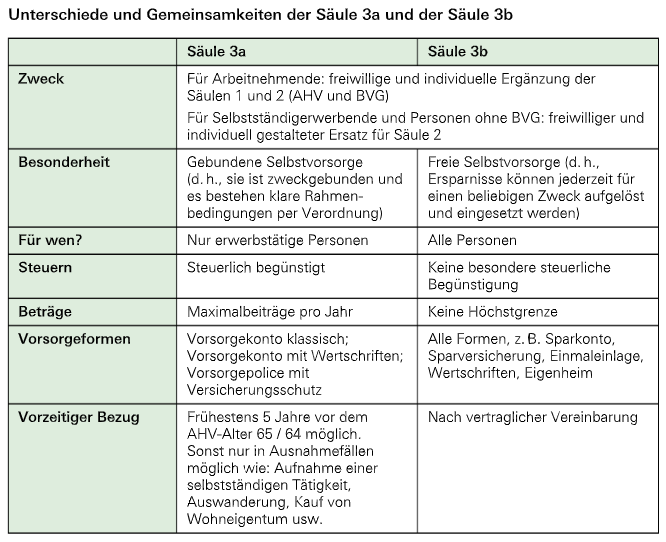 Unterschiede und Gemeinsamkeiten der Säule 3a und der Säule 3b
Säule 3a
Säule 3b
Zweck
Für Arbeitnehmende: freiwillige und individuelle Ergänzung der
Säulen 1 und 2 (AHV und BVG)
Für Selbstständigerwerbende und Personen ohne BVG: freiwilliger und
individuell gestalteter Ersatz für Säule 2
Besonderheit
Gebundene Selbstvorsorge
(d. h., sie ist zweckgebunden und
es bestehen klare Rahmen-
bedingungen per Verordnung)
Freie Selbstvorsorge (d. h.,
Ersparnisse können jederzeit für
einen beliebigen Zweck aufgelöst
und eingesetzt werden)
Für wen?
Nur erwerbstätige Personen
Alle Personen
Steuern
Steuerlich begünstigt
Keine besondere steuerliche
Begünstigung
Beträge
Maximalbeiträge pro Jahr
Keine Höchstgrenze
Vorsorgeformen
Vorsorgekonto klassisch;
Vorsorgekonto mit Wertschriften;
Vorsorgepolice mit
Versicherungsschutz
Alle Formen, z. B. Sparkonto,
Sparversicherung, Einmaleinlage,
Wertschriften, Eigenheim
Vorzeitiger Bezug
Frühestens 5 Jahre vor dem
AHV-Alter 65 / 64 möglich.
Sonst nur in Ausnahmefällen
möglich wie: Aufnahme einer
selbstständigen Tätigkeit,
Auswanderung, Kauf von
Wohneigentum usw.
Nach vertraglicher Vereinbarung